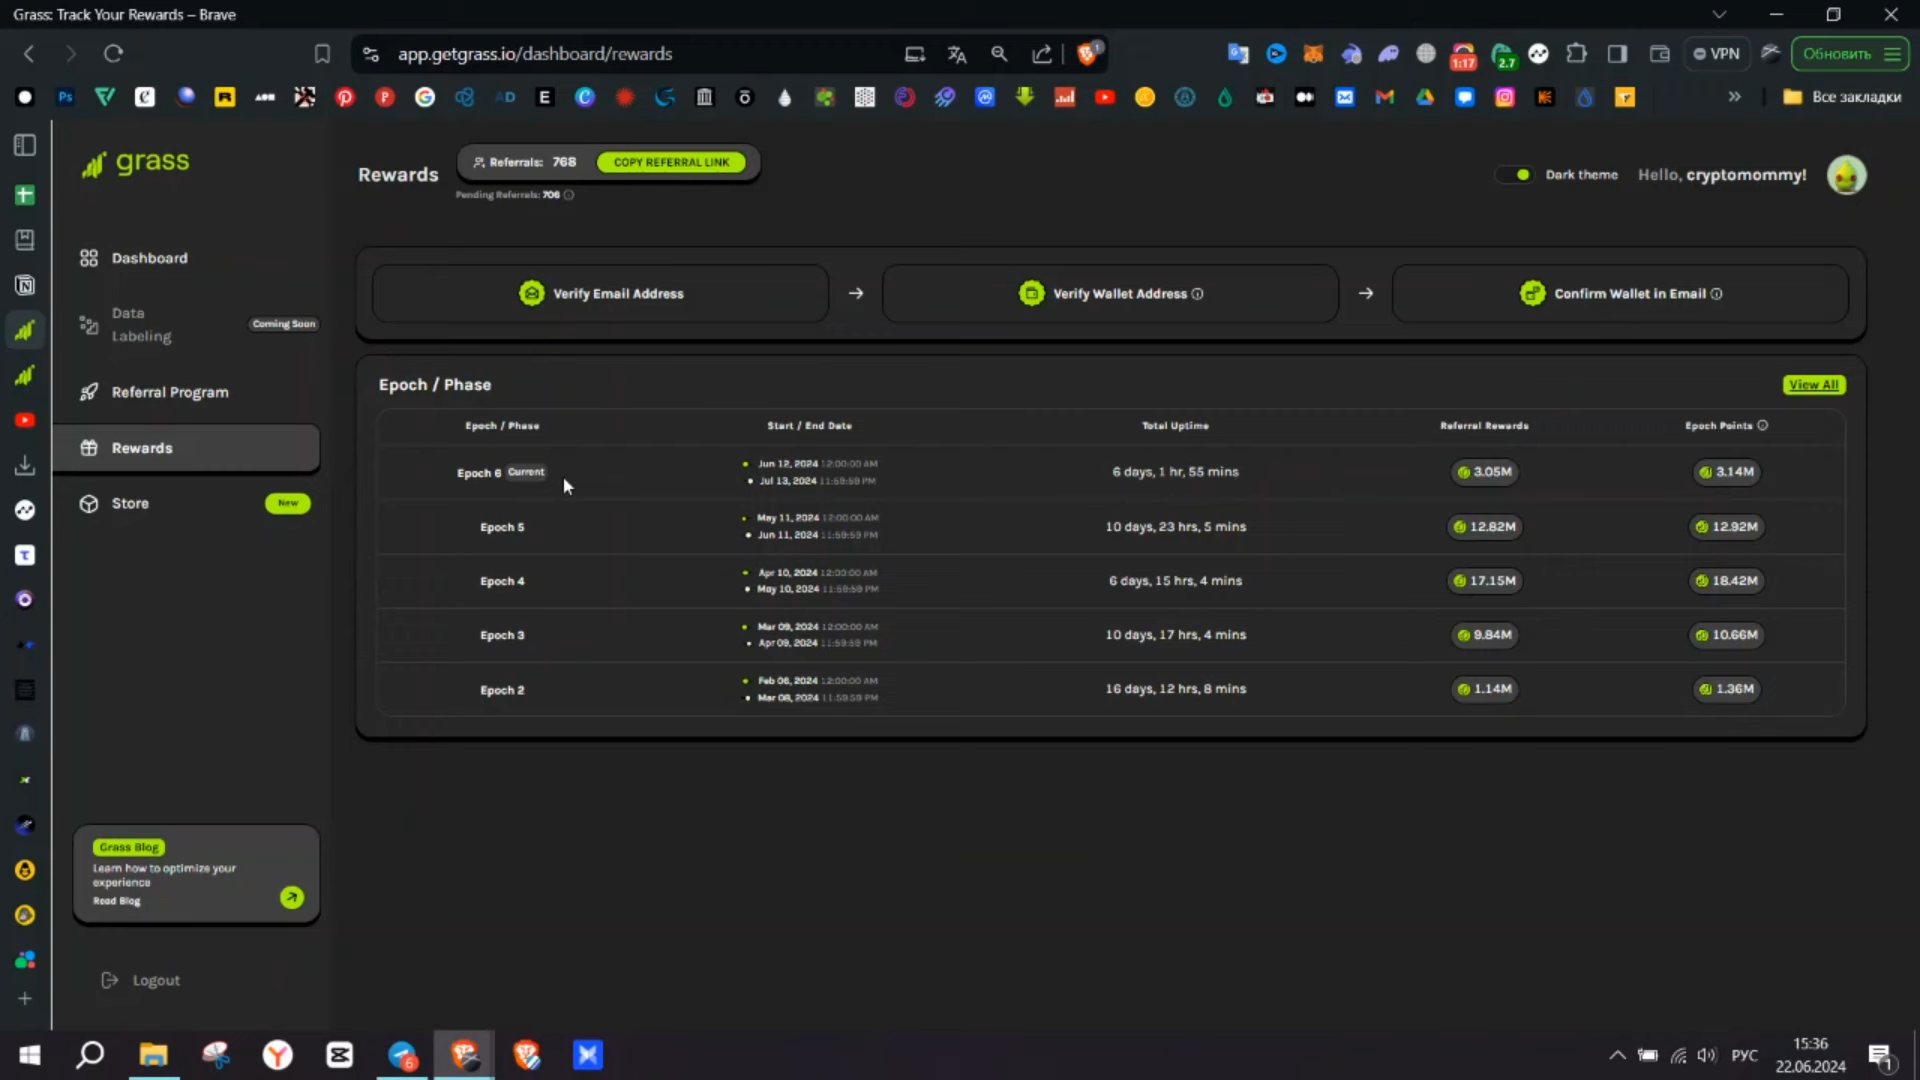 Grass: Track Your Rewards – Brave
app.getgrass.io/dashboard/rewards
1
1:17
2.7
VPN
Обновить
Ps
AD
E
Все закладки
grass
Rewards
Referrals: 768
COPY REFERRAL LINK
Pending Referrals: 706
Dark theme
Hello, cryptomommy!
Dashboard
Data Labeling
Coming Soon
Referral Program
Rewards
Store
New
Verify Email Address
Verify Wallet Address
Confirm Wallet in Email
Epoch / Phase
View All
Epoch / Phase Start / End Date Total Uptime Referral Rewards Epoch Points
Epoch 6 Current Jun 12, 2024 12:00:00 AM 6 days, 1 hr, 55 mins 3.05M 3.14M
Jul 13, 2024 11:59:59 PM
Epoch 5 May 11, 2024 12:00:00 AM 10 days, 23 hrs, 5 mins 12.82M 12.92M
Jun 11, 2024 11:59:59 PM
Epoch 4 Apr 10, 2024 12:00:00 AM 6 days, 15 hrs, 4 mins 17.15M 18.42M
May 10, 2024 11:59:59 PM
Epoch 3 Mar 09, 2024 12:00:00 AM 10 days, 17 hrs, 4 mins 9.84M 10.66M
Apr 09, 2024 11:59:59 PM
Epoch 2 Feb 06, 2024 12:00:00 AM 16 days, 12 hrs, 8 mins 1.14M 1.36M
Mar 08, 2024 11:59:59 PM
Grass Blog
Learn how to optimize your
experience
Read Blog
Logout
6
РУС
15:36
22.06.2024
1